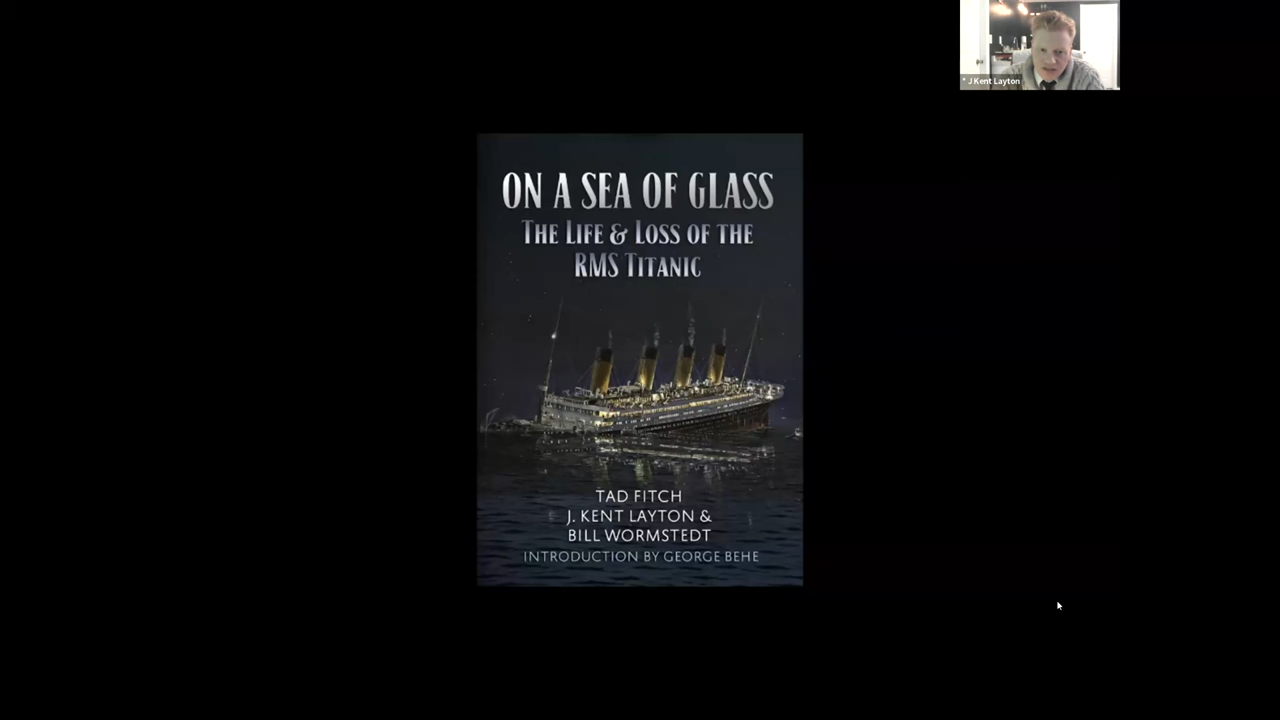 * J Kent Layton
ON A SEA OF GLASS
THE LIFE & LOSS OF THE
RMS TITANIC
TAD FITCH
J. KENT LAYTON &
BILL WORMSTEDT
INTRODUCTION BY GEORGE BEHE